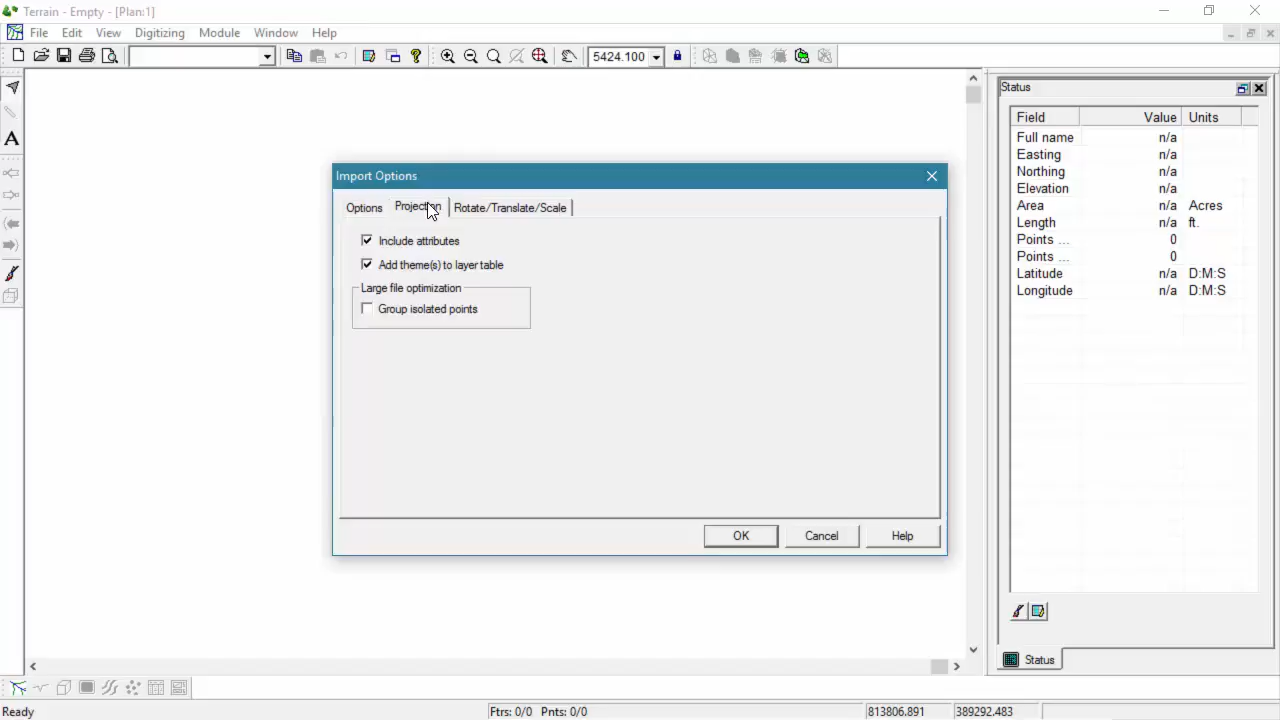 Terrain - Empty - [Plan:1]
File Edit View Digitizing Module Window Help
5424.100
A
Status
Field Value Units
Full name n/a
Easting n/a
Northing n/a
Elevation n/a
Area n/a Acres
Length n/a ft.
Points ... 0
Points ... 0
Latitude n/a D:M:S
Longitude n/a D:M:S
Import Options
Options Projection Rotate/Translate/Scale
Include attributes
Add theme(s) to layer table
Large file optimization
Group isolated points
OK Cancel Help
Status
Ready Ftrs: 0/0 Pnts: 0/0 813806.891 389292.483